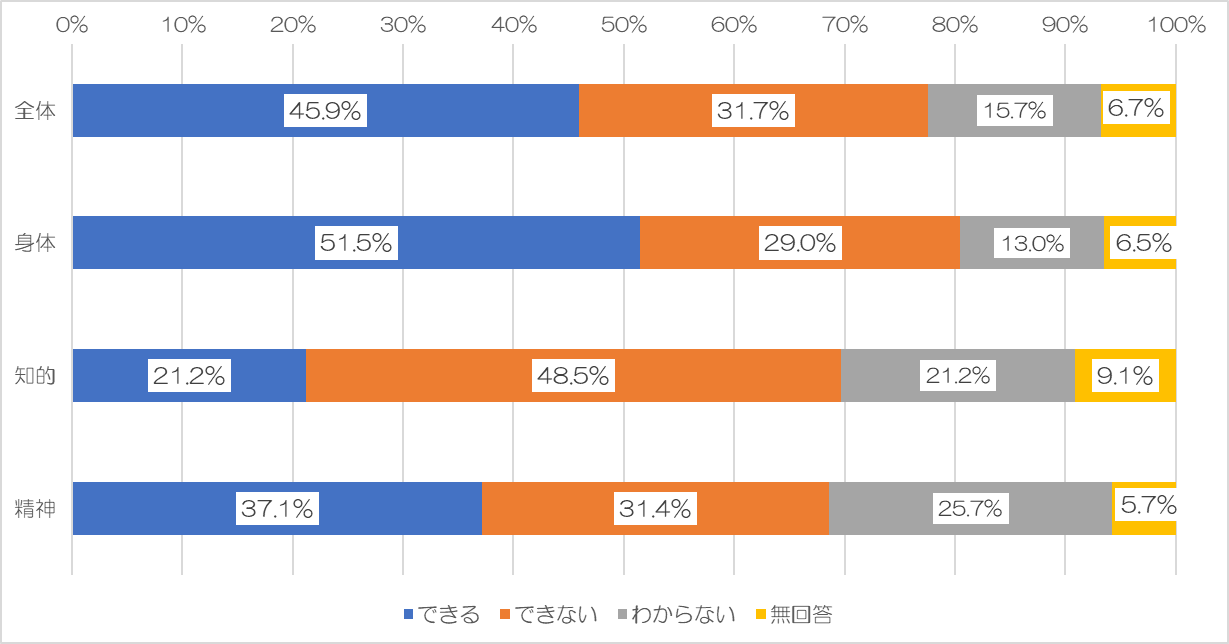 0% 10% 20% 30% 40% 50% 60% 70% 80% 90% 100%
全体 45.9% 31.7% 15.7% 6.7%
身体 51.5% 29.0% 13.0% 6.5%
知的 21.2% 48.5% 21.2% 9.1%
精神 37.1% 31.4% 25.7% 5.7%
できる できない わからない 無回答